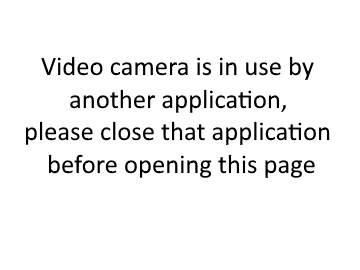 Video camera is in use by
another application,
please close that application
before opening this page